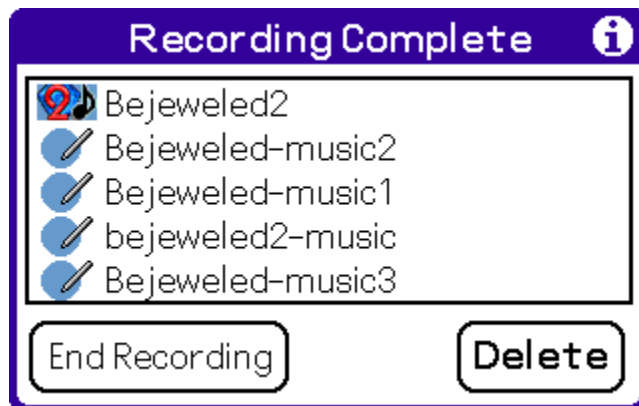 Recording Complete
Bejeweled2
Bejeweled-music2
Bejeweled-music1
bejeweled2-music
Bejeweled-music3
End Recording
Delete